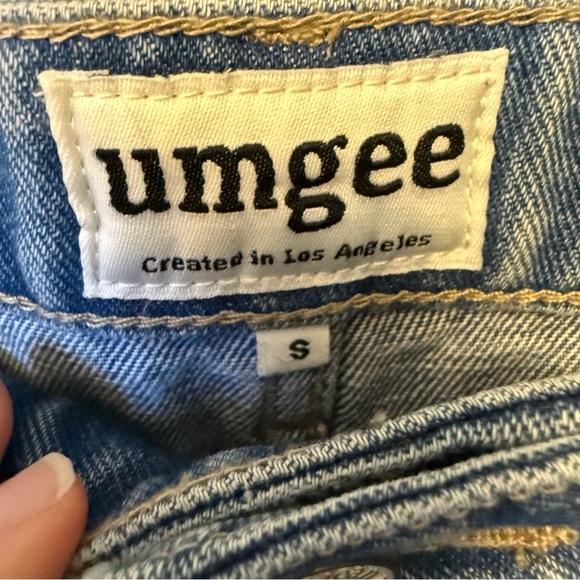 umgee
Created in Los Angeles
S